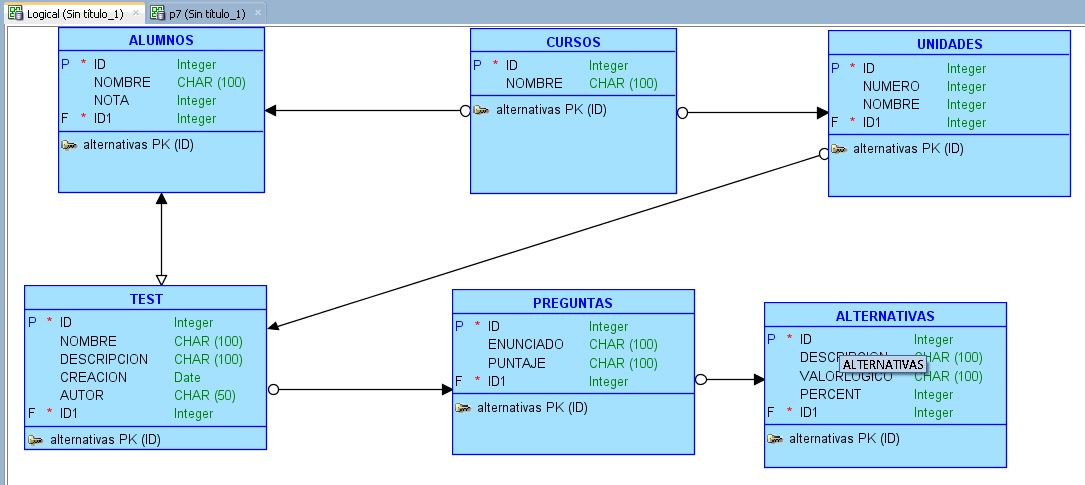 Logical (Sin título_1) × p7 (Sin título_1) ×
ALUMNOS
P * ID Integer
NOMBRE CHAR (100)
NOTA Integer
F * ID1 Integer
alternativas PK (ID)
CURSOS
P * ID Integer
NOMBRE CHAR (100)
alternativas PK (ID)
UNIDADES
P * ID Integer
NUMERO Integer
NOMBRE Integer
F * ID1 Integer
alternativas PK (ID)
TEST
P * ID Integer
NOMBRE CHAR (100)
DESCRIPCION CHAR (100)
CREACION Date
AUTOR CHAR (50)
F * ID1 Integer
alternativas PK (ID)
PREGUNTAS
P * ID Integer
ENUNCIADO CHAR (100)
PUNTAJE CHAR (100)
F * ID1 Integer
alternativas PK (ID)
ALTERNATIVAS
P * ID Integer
DESCRIPCION CHAR (100)
ALTERNATIVAS
VALORLOGICO CHAR (100)
PERCENT Integer
F * ID1 Integer
alternativas PK (ID)